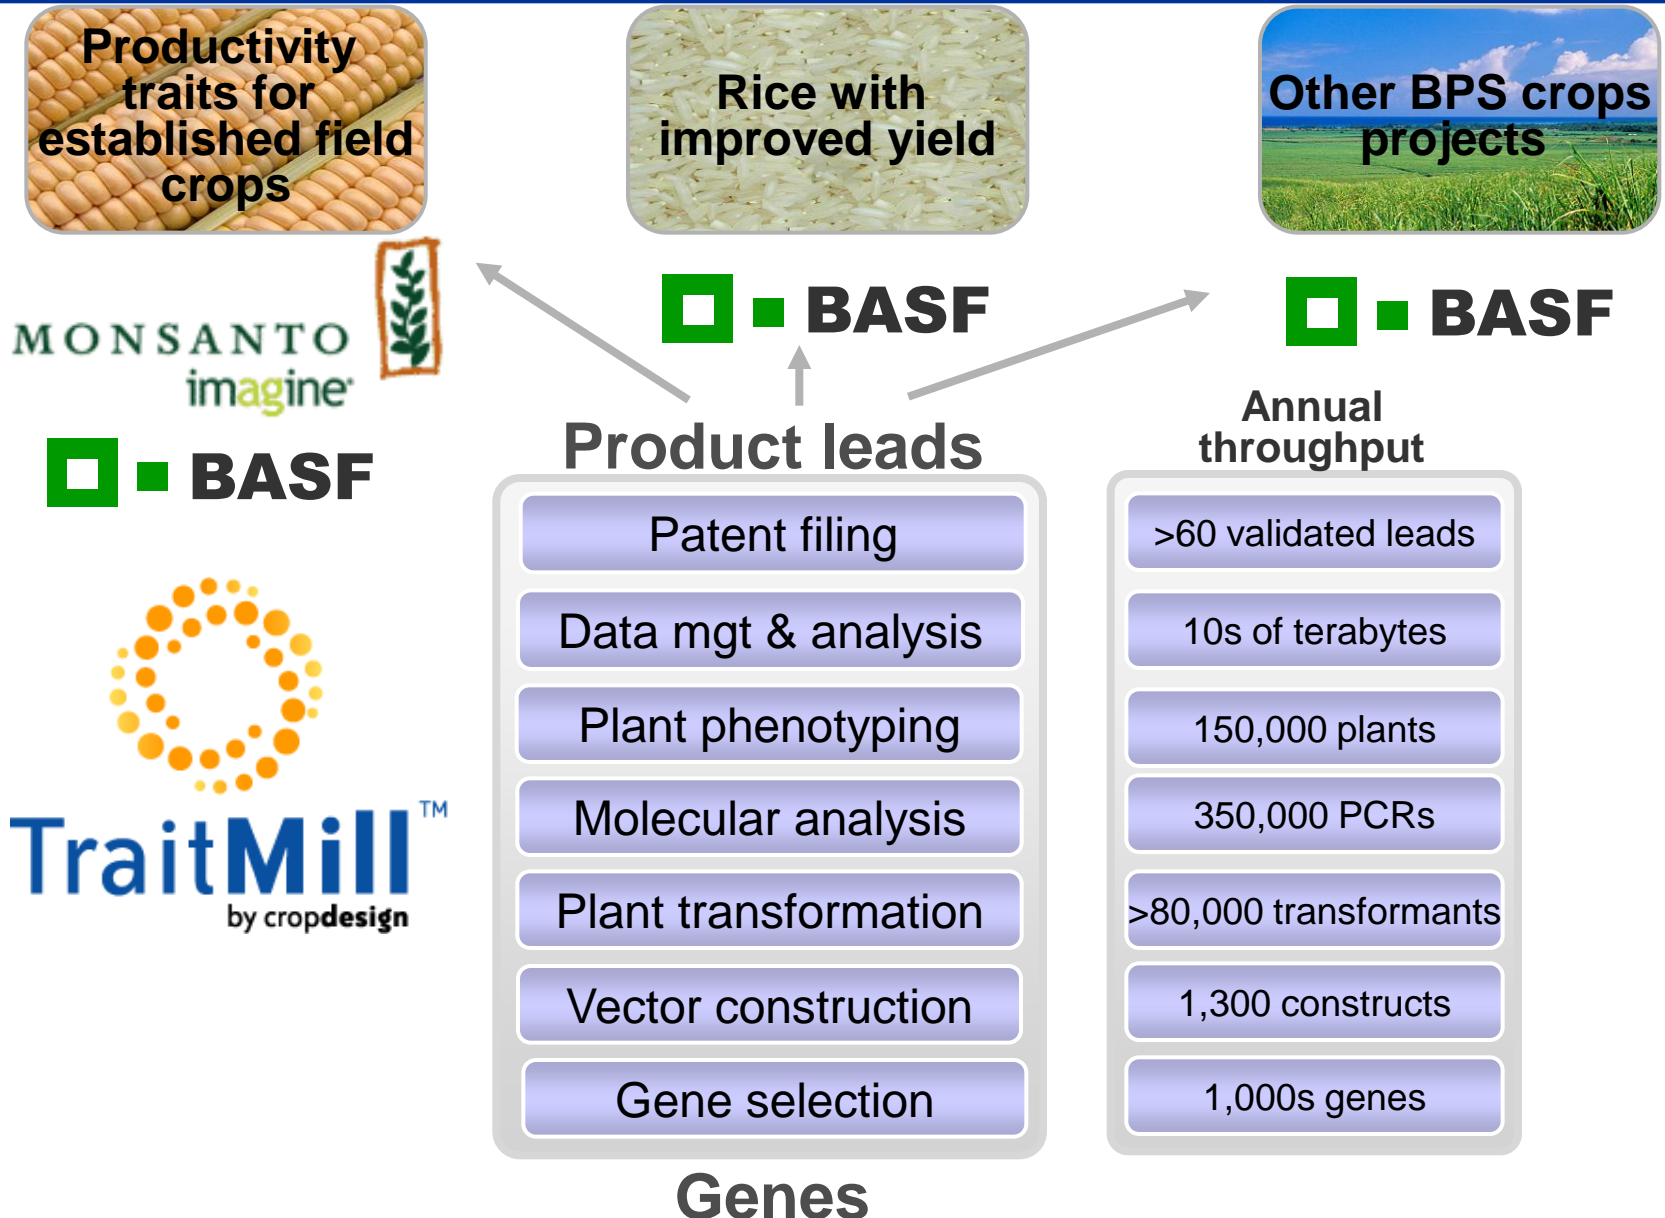 Productivity
traits for
established field
crops
Rice with
improved yield
Other BPS crops
projects
MONSANTO
imagine®
BASF
BASF
BASF
Product leads
Annual
throughput
Patent filing
>60 validated leads
Data mgt & analysis
10s of terabytes
Plant phenotyping
150,000 plants
Molecular analysis
350,000 PCRs
Plant transformation
>80,000 transformants
Vector construction
1,300 constructs
Gene selection
1,000s genes
Genes
TraitMill™
by cropdesign